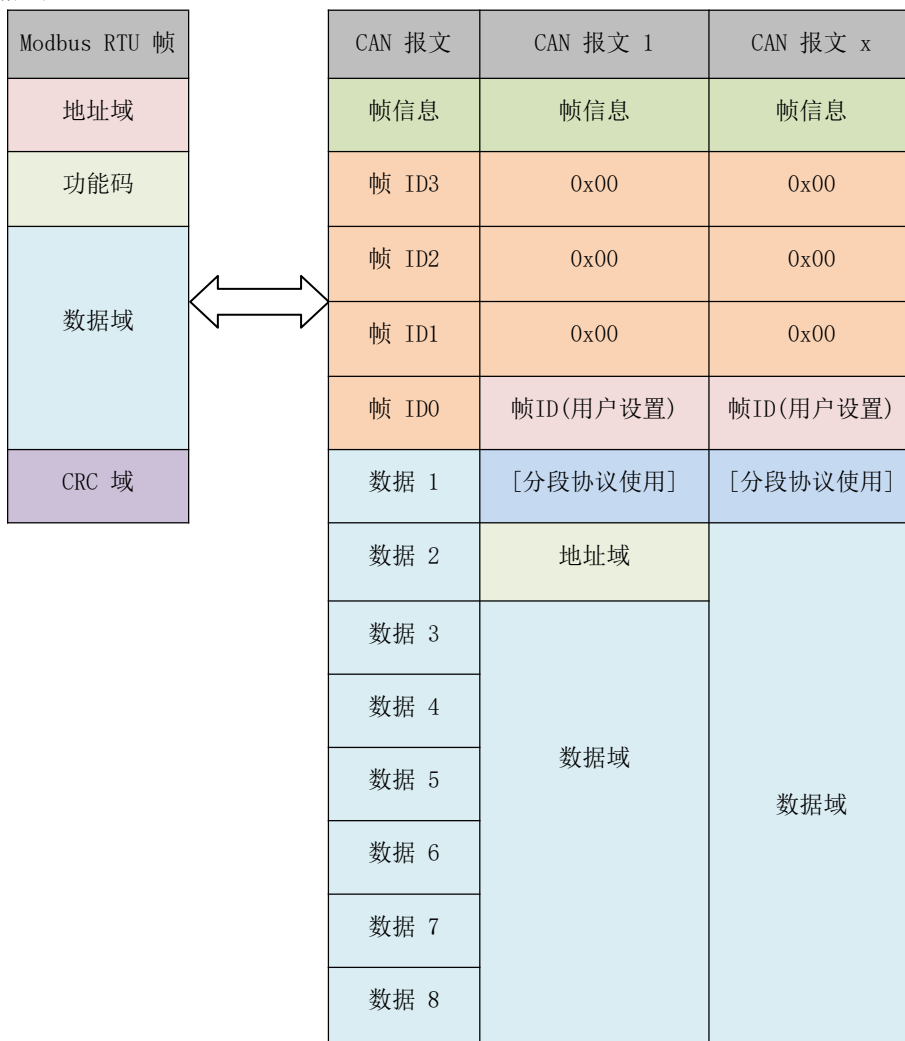 Modbus RTU 帧
地址域
功能码
数据域
CRC 域
CAN 报文 CAN 报文 1 CAN 报文 x
帧信息 帧信息 帧信息
帧 ID3 0x00 0x00
帧 ID2 0x00 0x00
帧 ID1 0x00 0x00
帧 ID0 帧ID(用户设置) 帧ID(用户设置)
数据 1 [分段协议使用] [分段协议使用]
数据 2 地址域
数据 3
数据 4
数据 5 数据域 数据域
数据 6
数据 7
数据 8